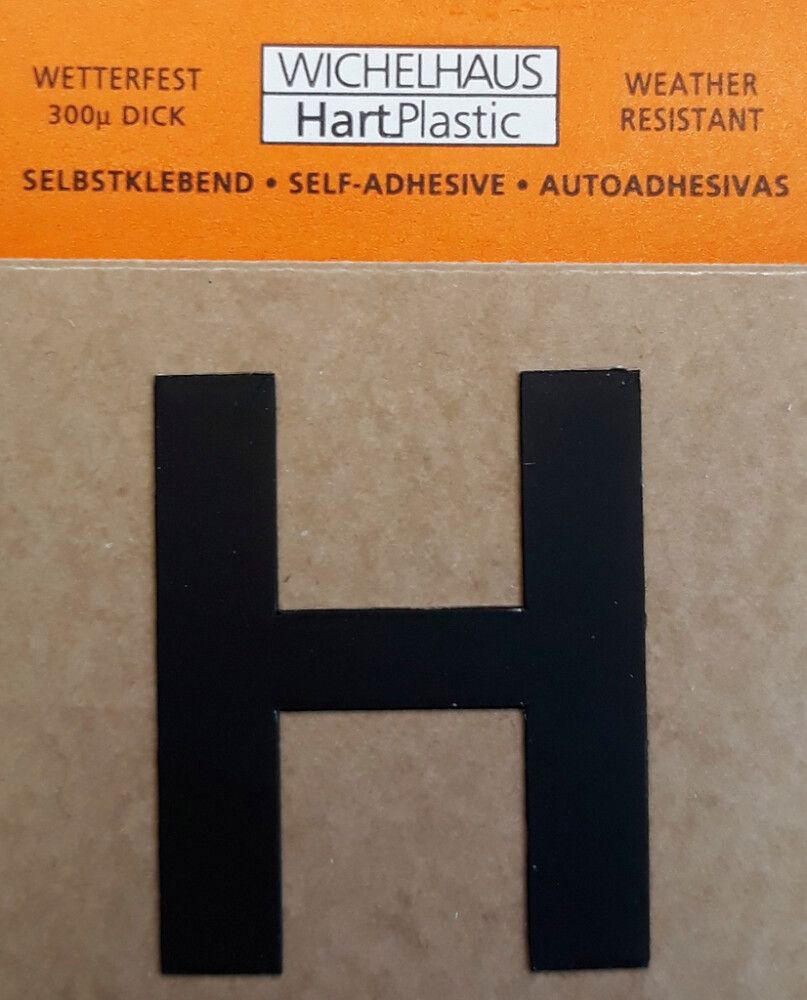 WETTERFEST
300µ DICK
WICHELHAUS
HartPlastic
WEATHER
RESISTANT
SELBSTKLEBEND • SELF-ADHESIVE • AUTOADHESIVAS
H